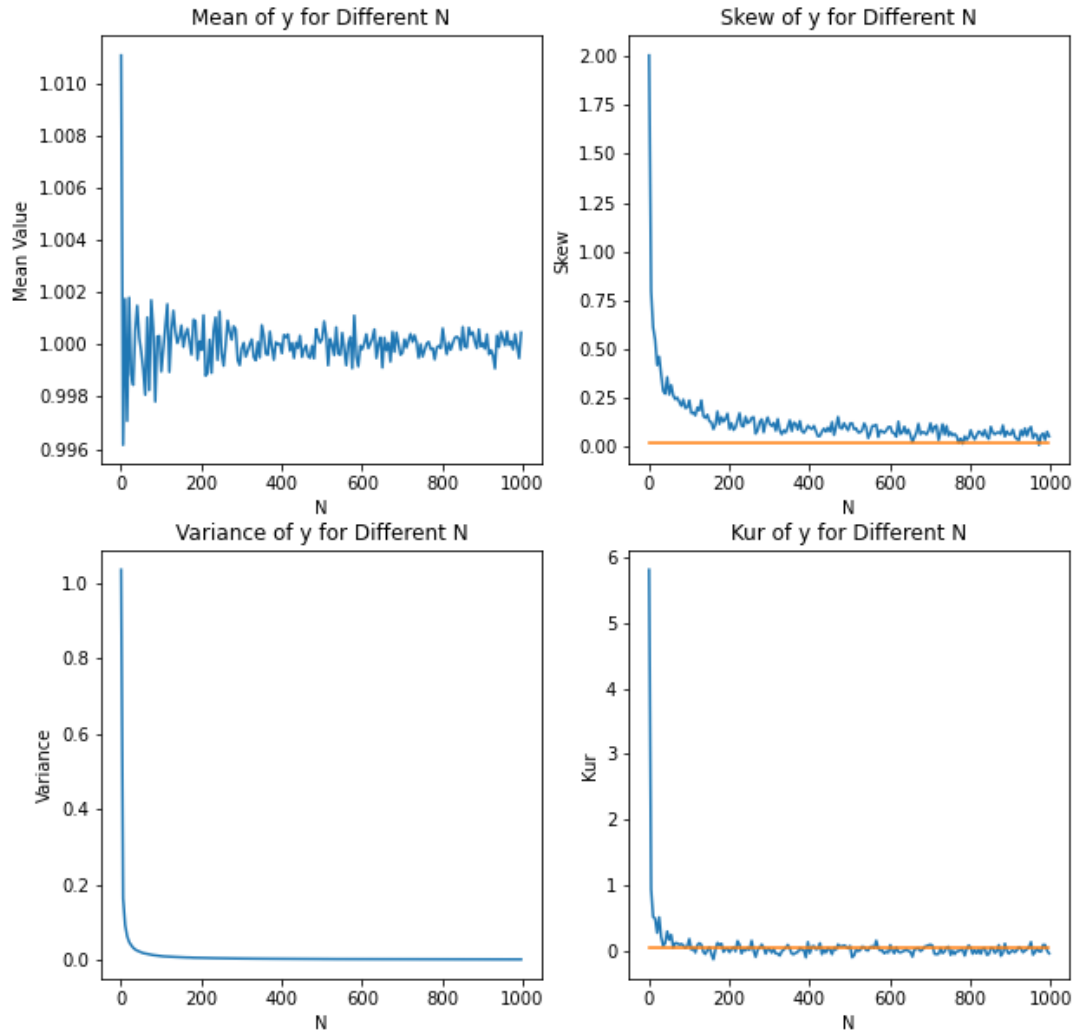 Mean of y for Different N
Mean Value
1.010
1.008
1.006
1.004
1.002
1.000
0.998
0.996
0 200 400 600 800 1000
N
Skew of y for Different N
Skew
2.00
1.75
1.50
1.25
1.00
0.75
0.50
0.25
0.00
0 200 400 600 800 1000
N
Variance of y for Different N
Variance
1.0
0.8
0.6
0.4
0.2
0.0
0 200 400 600 800 1000
N
Kur of y for Different N
Kur
6
5
4
3
2
1
0
0 200 400 600 800 1000
N